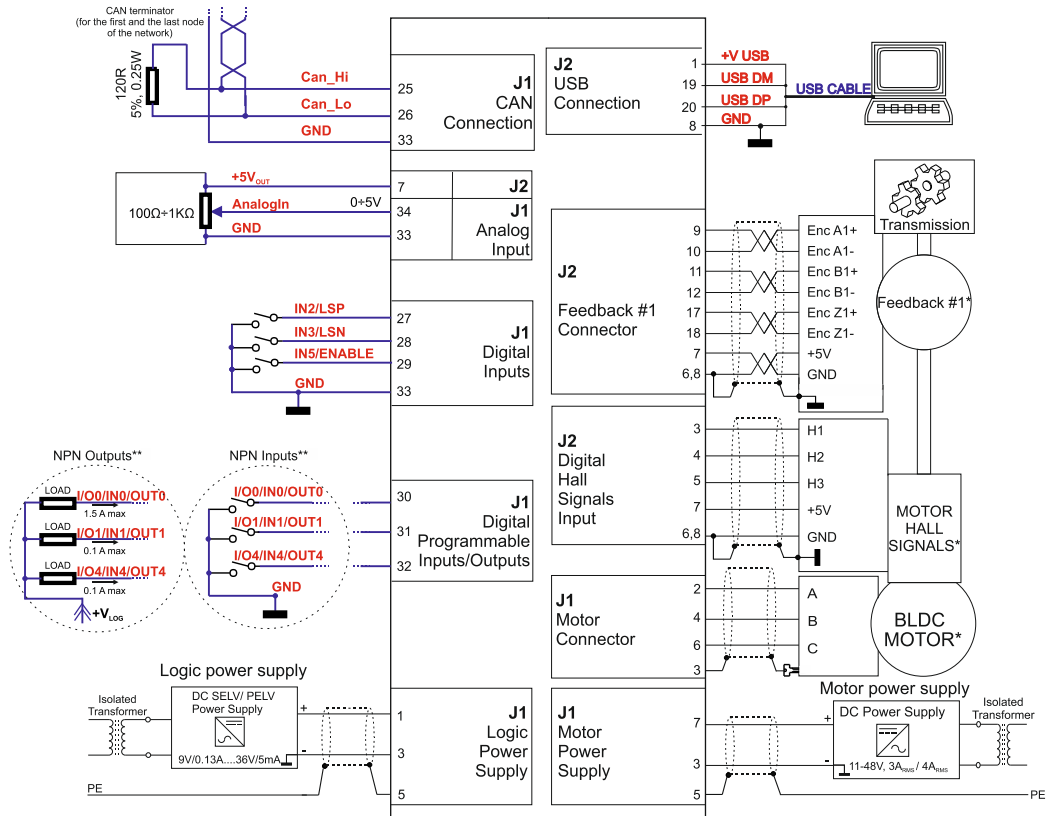 CAN terminator
(for the first and the last node
of the network)
120R
5%, 0.25W
Can_Hi
25
Can_Lo
26
GND
33
J1
CAN
Connection
J2
USB
Connection
1
+V USB
19
USB DM
20
USB DP
8
GND
USB CABLE
100Ω÷1KΩ
+5VOUT
7
J2
AnalogIn
0÷5V
34
GND
33
J1
Analog
Input
IN2/LSP
27
IN3/LSN
28
IN5/ENABLE
29
GND
33
J1
Digital
Inputs
J2
Feedback #1
Connector
9
Enc A1+
10
Enc A1-
11
Enc B1+
12
Enc B1-
17
Enc Z1+
18
Enc Z1-
7
+5V
6,8
GND
Transmission
Feedback #1*
J2
Digital
Hall
Signals
Input
3
H1
4
H2
5
H3
7
+5V
6,8
GND
MOTOR
HALL
SIGNALS*
NPN Outputs**
LOAD
I/O0/IN0/OUT0
1.5 A max
LOAD
I/O1/IN1/OUT1
0.1 A max
LOAD
I/O4/IN4/OUT4
0.1 A max
+VLOG
NPN Inputs**
I/O0/IN0/OUT0
30
I/O1/IN1/OUT1
31
I/O4/IN4/OUT4
32
GND
J1
Digital
Programmable
Inputs/Outputs
J1
Motor
Connector
2
A
4
B
6
C
3
BLDC
MOTOR*
Logic power supply
Isolated
Transformer
DC SELV/ PELV
Power Supply
9V/0.13A....36V/5mA
+
-
1
3
PE
5
J1
Logic
Power
Supply
J1
Motor
Power
Supply
7
3
5
Motor power supply
+
-
DC Power Supply
11-48V, 3ARMS / 4ARMS
Isolated
Transformer
PE